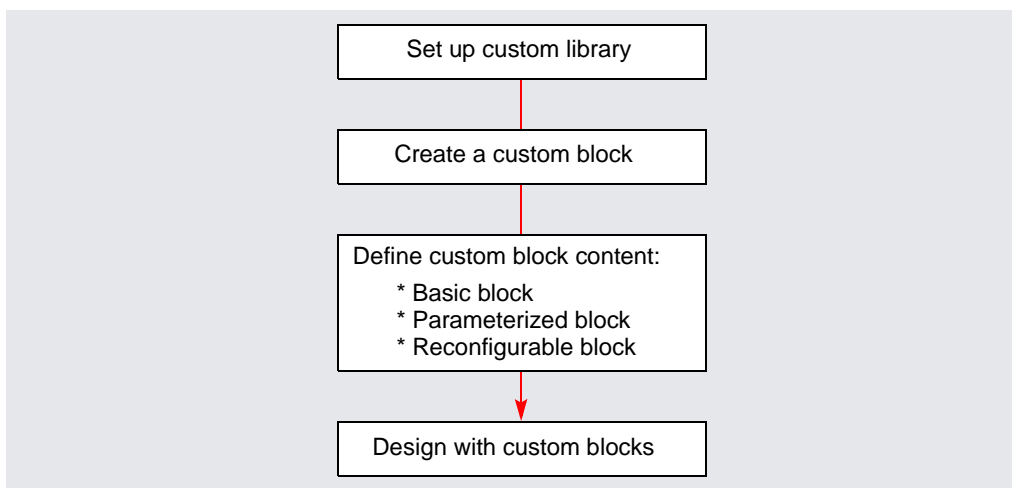 Set up custom library
Create a custom block
Define custom block content:
* Basic block
* Parameterized block
* Reconfigurable block
Design with custom blocks